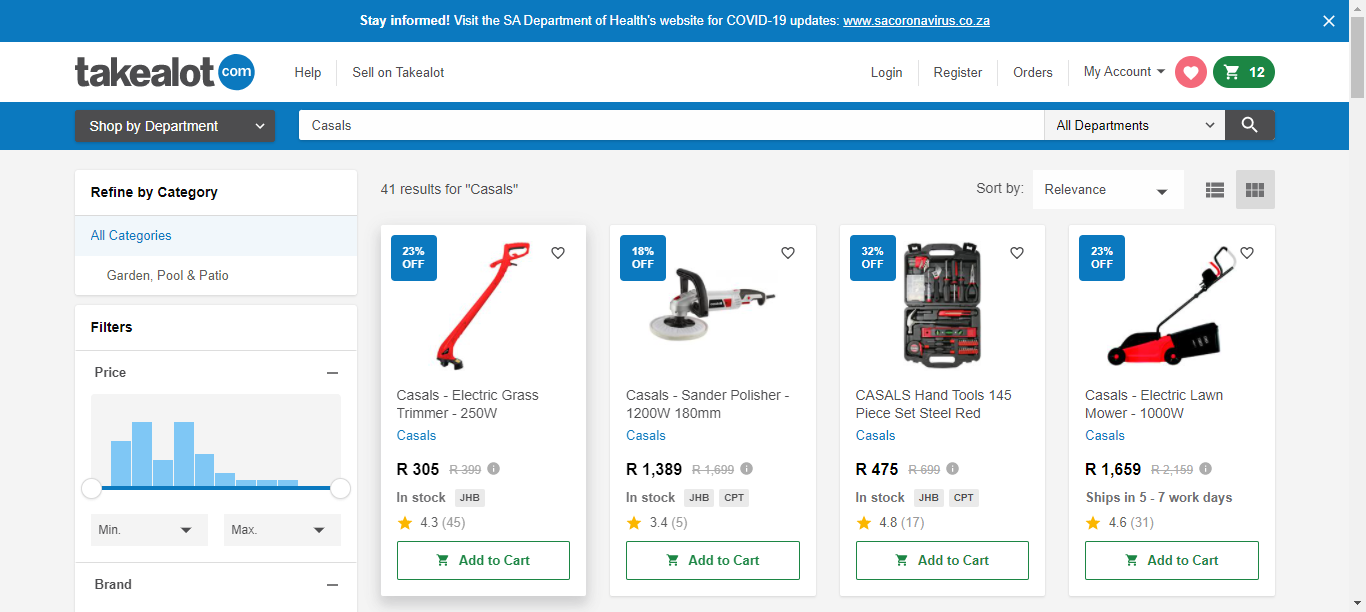 Stay informed! Visit the SA Department of Health's website for COVID-19 updates: www.sacoronavirus.co.za
takealot com
Help
Sell on Takealot
Login
Register
Orders
My Account
12
Shop by Department
Casals
All Departments
Refine by Category
All Categories
Garden, Pool & Patio
Filters
Price
Min.
Max.
Brand
41 results for "Casals"
Sort by:
Relevance
23%
OFF
Casals - Electric Grass
Trimmer - 250W
Casals
R 305 R 399
In stock JHB
4.3 (45)
Add to Cart
18%
OFF
Casals - Sander Polisher -
1200W 180mm
Casals
R 1,389 R 1,699
In stock JHB CPT
3.4 (5)
Add to Cart
32%
OFF
CASALS Hand Tools 145
Piece Set Steel Red
Casals
R 475 R 699
In stock JHB CPT
4.8 (17)
Add to Cart
23%
OFF
Casals - Electric Lawn
Mower - 1000W
Casals
R 1,659 R 2,159
Ships in 5 - 7 work days
4.6 (31)
Add to Cart